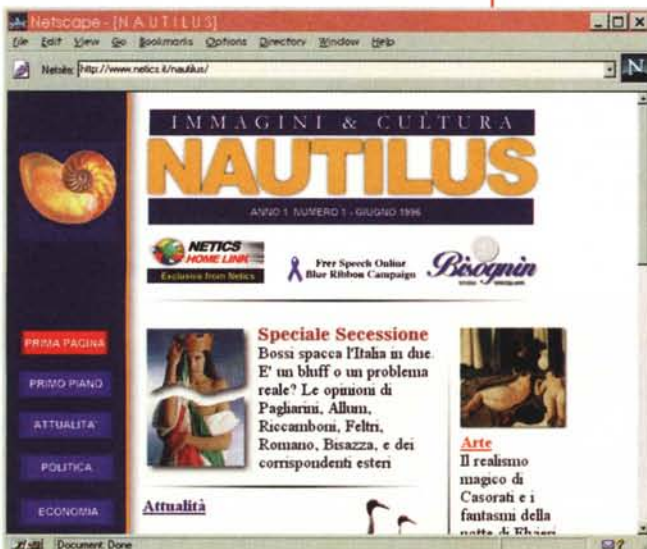 Netscape - [N A U T I L U S]
File Edit View Go Bookmarks Options Directory Window Help
http://www.netics.it/nautilus/
N
IMMAGINI & CULTURA
NAUTILUS
ANNO 1 NUMERO 1 - GIUGNO 1996
NETICS
HOME LINK
Exclusive from Netics
Free Speech Online
Blue Ribbon Campaign
Bisognin
PRIMA PAGINA
PRIMO PIANO
ATTUALITA'
POLITICA
ECONOMIA
Speciale Secessione
Bossi spacca l'Italia in due.
E' un bluff o un problema
reale? Le opinioni di
Pagliarini, Allum,
Riccamboni, Feltri,
Romano, Bisazza, e dei
corrispondenti esteri
Attualità
Arte
Il realismo
magico di
Casorati e i
fantasmi della
notte di
Document: Done